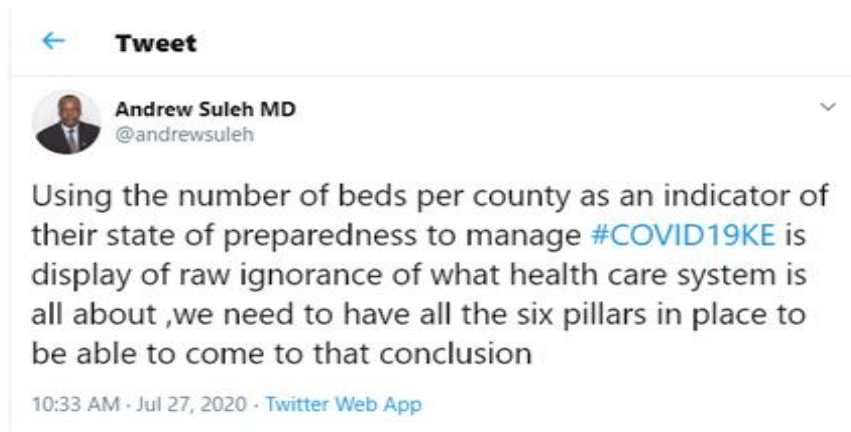 Tweet
Andrew Suleh MD
@andrewsuleh
Using the number of beds per county as an indicator of
their state of preparedness to manage #COVID19KE is
display of raw ignorance of what health care system is
all about ,we need to have all the six pillars in place to
be able to come to that conclusion
10:33 AM · Jul 27, 2020 · Twitter Web App